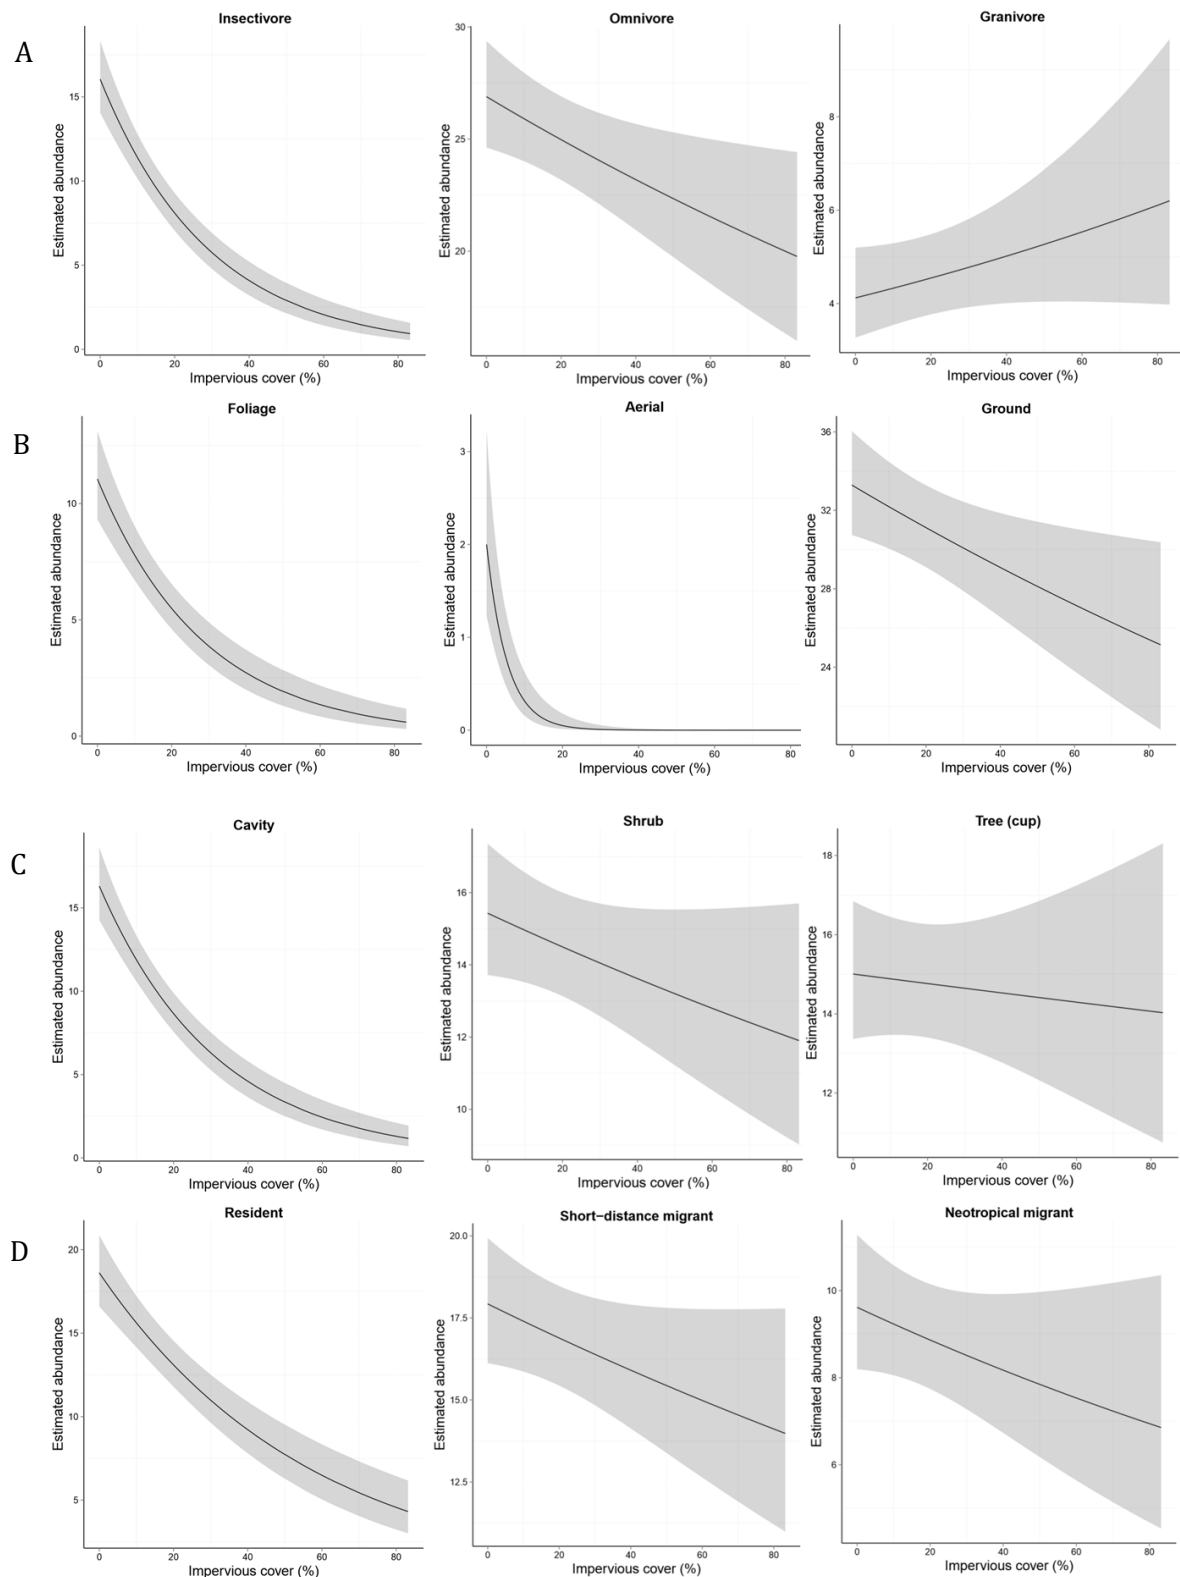 A
Insectivore
Estimated abundance
15
10
5
0
0 20 40 60 80
Impervious cover (%)
Omnivore
Estimated abundance
30
25
20
0 20 40 60 80
Impervious cover (%)
Granivore
Estimated abundance
8
6
4
0 20 40 60 80
Impervious cover (%)
B
Foliage
Estimated abundance
10
5
0
0 20 40 60 80
Impervious cover (%)
Aerial
Estimated abundance
3
2
1
0
0 20 40 60 80
Impervious cover (%)
Ground
Estimated abundance
36
32
28
24
0 20 40 60 80
Impervious cover (%)
C
Cavity
Estimated abundance
15
10
5
0
0 20 40 60 80
Impervious cover (%)
Shrub
Estimated abundance
16
14
12
10
0 20 40 60 80
Impervious cover (%)
Tree (cup)
Estimated abundance
18
16
14
12
0 20 40 60 80
Impervious cover (%)
D
Resident
Estimated abundance
20
15
10
5
0 20 40 60 80
Impervious cover (%)
Short−distance migrant
Estimated abundance
20.0
17.5
15.0
12.5
0 20 40 60 80
Impervious cover (%)
Neotropical migrant
Estimated abundance
10
8
6
0 20 40 60 80
Impervious cover (%)